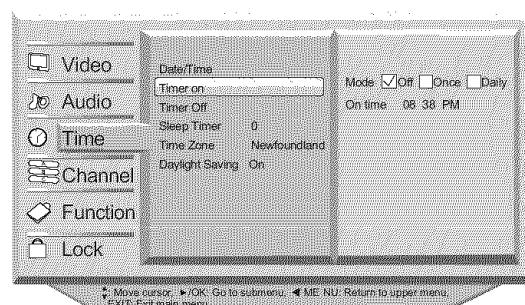 Video
Audio
Time
Channel
Function
Lock
Date/Time
Timer on
Timer Off
Sleep Timer 0
Time Zone Newfoundland
Daylight Saving On
Mode Off Once Daily
On time 08 38 PM
Move cursor, ►/OK: Go to submenu, ◄ ME NU: Return to upper menu,
EXIT: Exit main menu